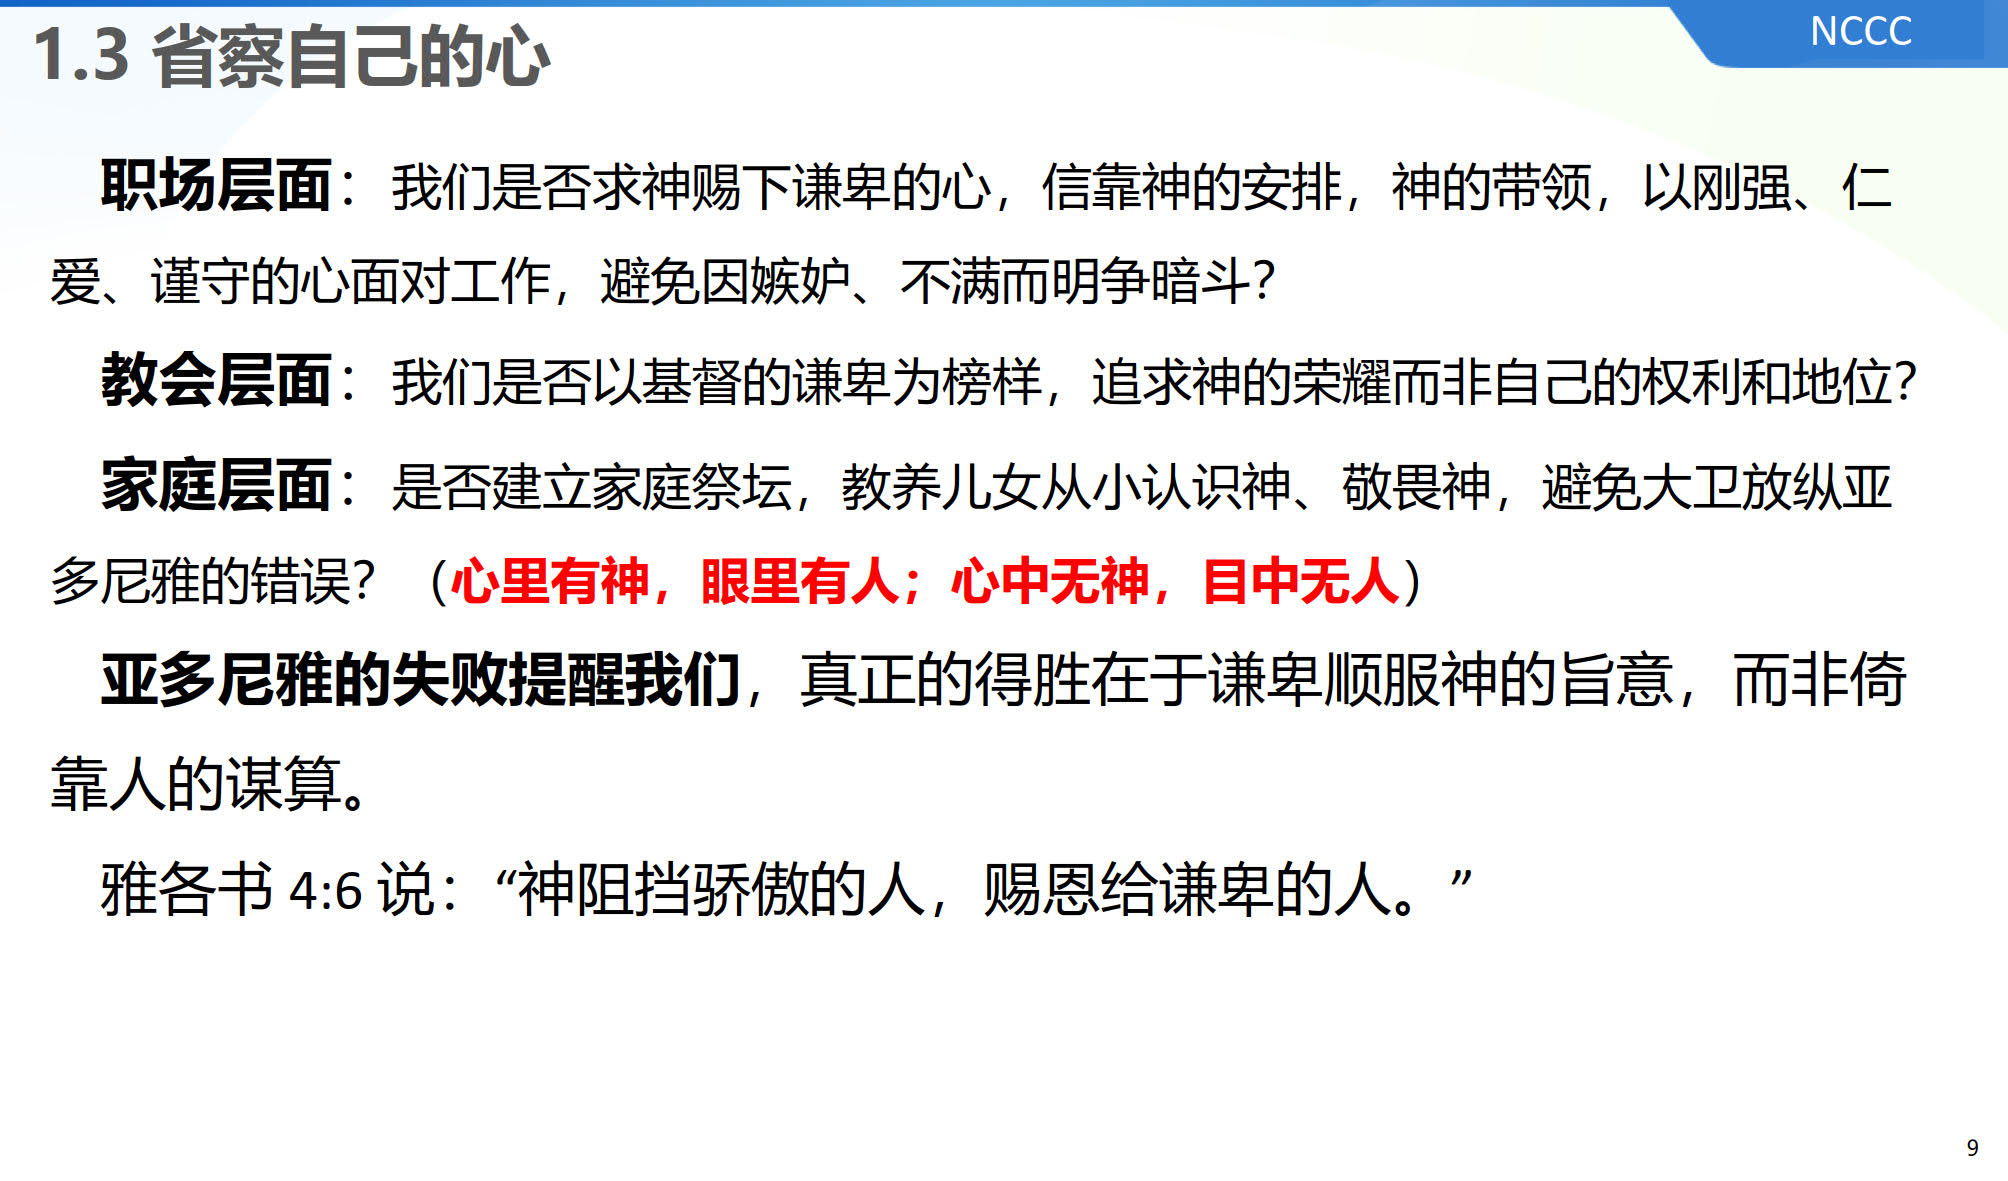 NCCC
1.3 省察自己的心
职场层面：我们是否求神赐下谦卑的心，信靠神的安排，神的带领，以刚强、仁
爱、谨守的心面对工作，避免因嫉妒、不满而明争暗斗？
教会层面：我们是否以基督的谦卑为榜样，追求神的荣耀而非自己的权利和地位？
家庭层面：是否建立家庭祭坛，教养儿女从小认识神、敬畏神，避免大卫放纵亚
多尼雅的错误？（心里有神，眼里有人；心中无神，目中无人）
亚多尼雅的失败提醒我们，真正的得胜在于谦卑顺服神的旨意，而非倚
靠人的谋算。
雅各书 4:6 说：“神阻挡骄傲的人，赐恩给谦卑的人。”
9